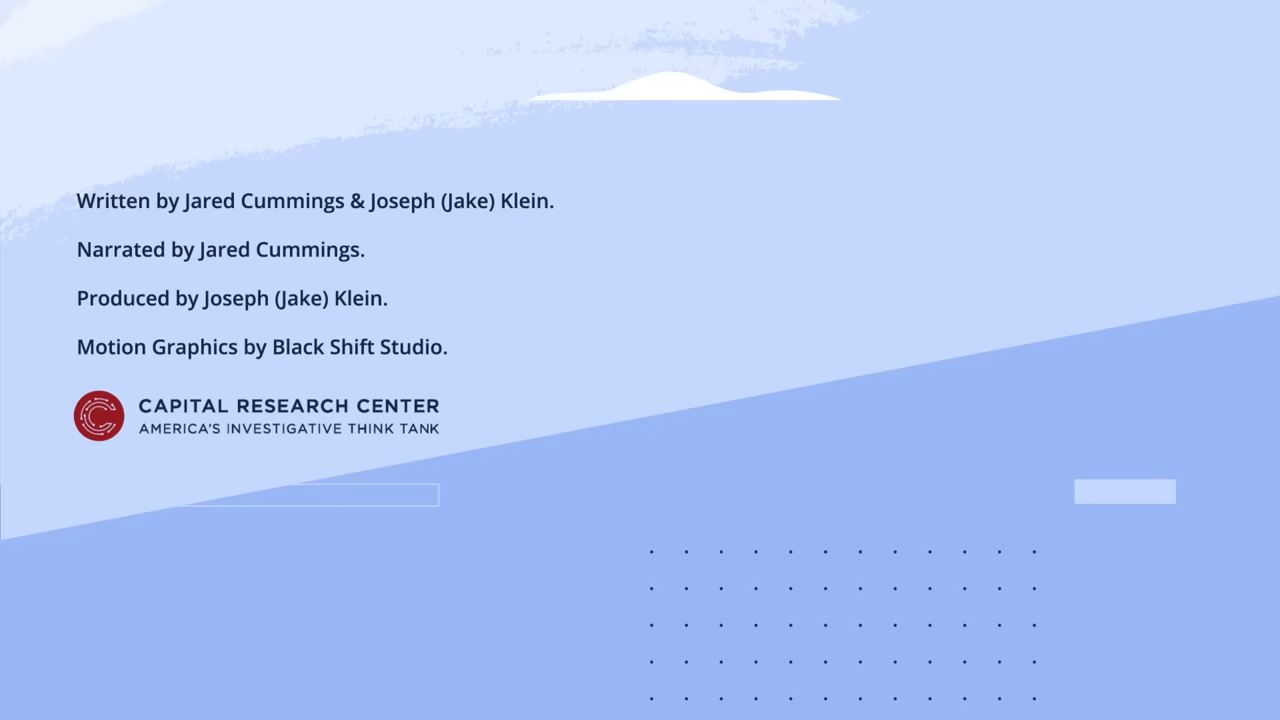 Written by Jared Cummings & Joseph (Jake) Klein.
Narrated by Jared Cummings.
Produced by Joseph (Jake) Klein.
Motion Graphics by Black Shift Studio.
CAPITAL RESEARCH CENTER
AMERICA'S INVESTIGATIVE THINK TANK